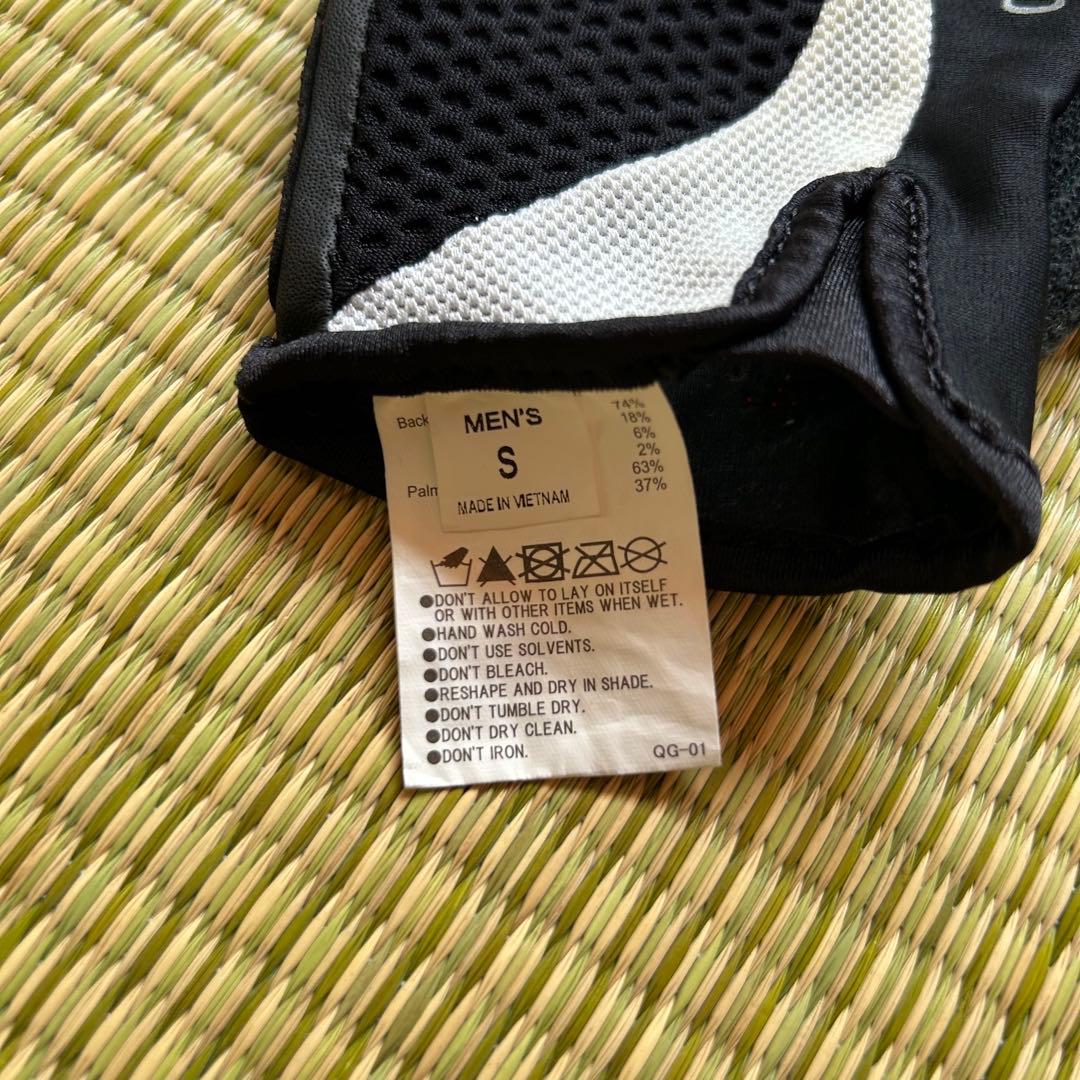 Back
MEN'S
74%
18%
6%
S
2%
63%
Palm
37%
MADE IN VIETNAM
●DON'T ALLOW TO LAY ON ITSELF
OR WITH OTHER ITEMS WHEN WET.
●HAND WASH COLD.
●DON'T USE SOLVENTS.
●DON'T BLEACH.
●RESHAPE AND DRY IN SHADE.
●DON'T TUMBLE DRY.
●DON'T DRY CLEAN.
●DON'T IRON.
QG-01